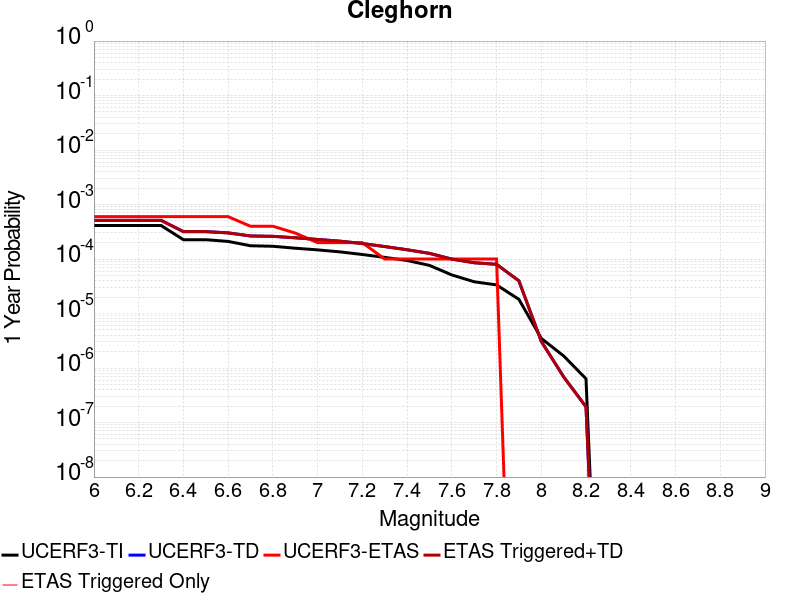 Cleghorn
10^0
10^-1
10^-2
10^-3
10^-4
10^-5
10^-6
10^-7
10^-8
1 Year Probability
6 6.2 6.4 6.6 6.8 7 7.2 7.4 7.6 7.8 8 8.2 8.4 8.6 8.8 9
Magnitude
UCERF3-TI UCERF3-TD UCERF3-ETAS ETAS Triggered+TD
ETAS Triggered Only